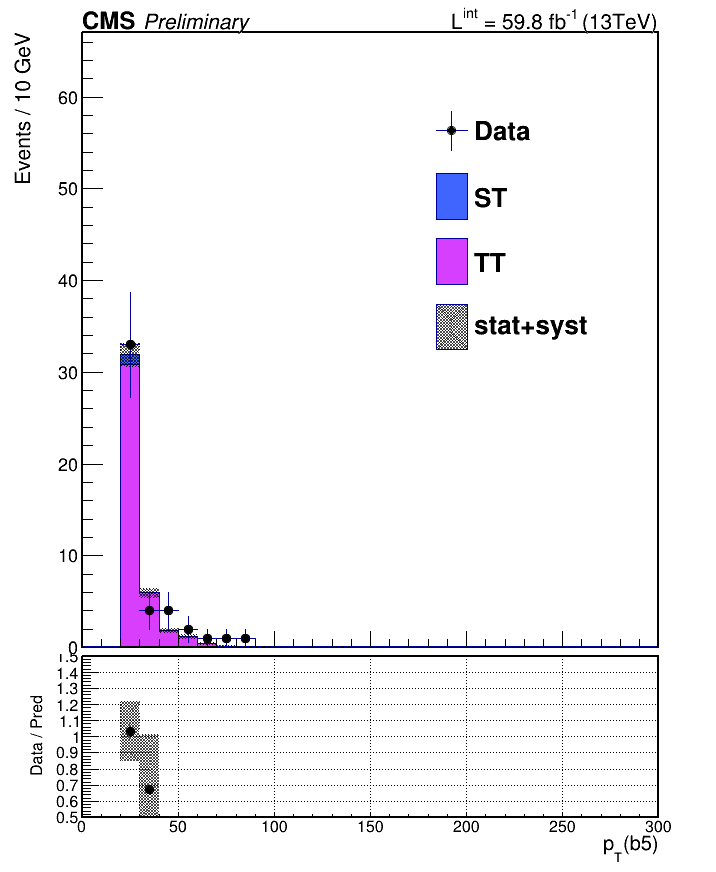 CMS Preliminary
L^int = 59.8 fb^-1 (13TeV)
Events / 10 GeV
60
50
40
30
20
10
0
Data
ST
TT
stat+syst
Data / Pred
1.5
1.4
1.3
1.2
1.1
1
0.9
0.8
0.7
0.6
0.5
0 50 100 150 200 250 300
p_T(b5)